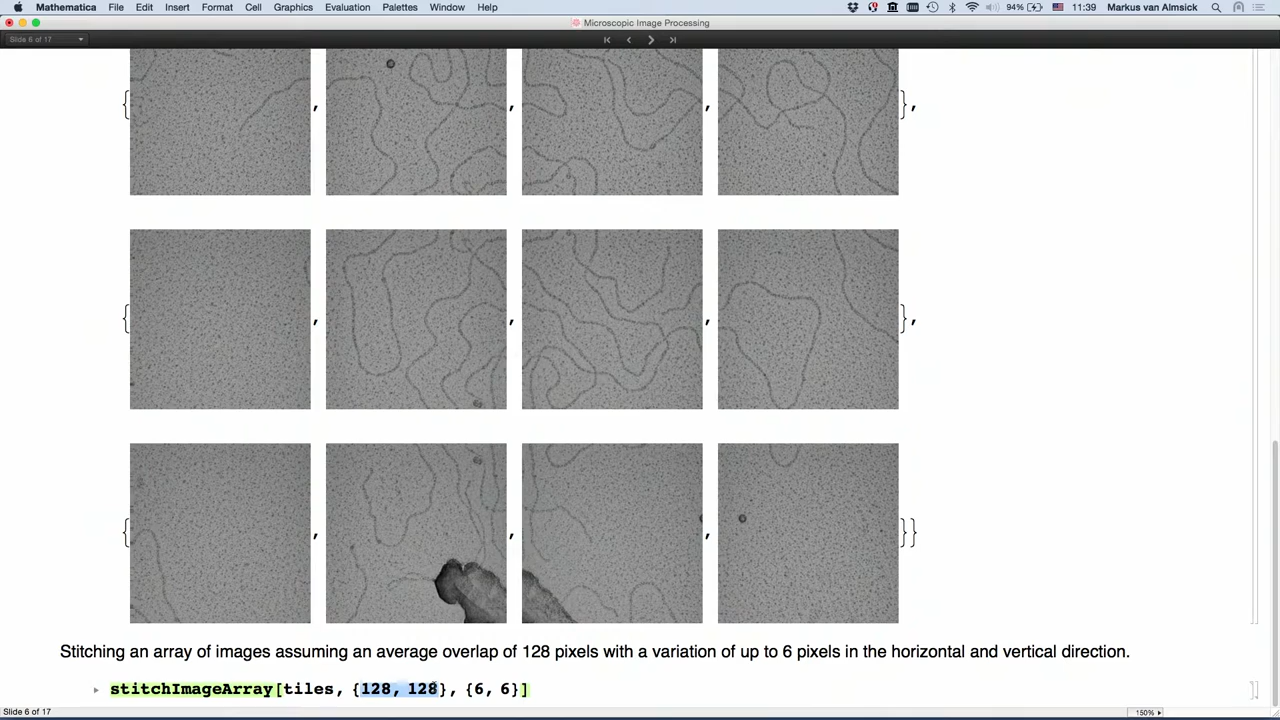 Mathematica File Edit Insert Format Cell Graphics Evaluation Palettes Window Help 94% 11:39 Markus van Almsick
Microscopic Image Processing
Slide 6 of 17
{ , , , },
{ , , , },
{ , , , }}
Stitching an array of images assuming an average overlap of 128 pixels with a variation of up to 6 pixels in the horizontal and vertical direction.
stitchImageArray[tiles, {128, 128}, {6, 6}]
Slide 6 of 17 150%